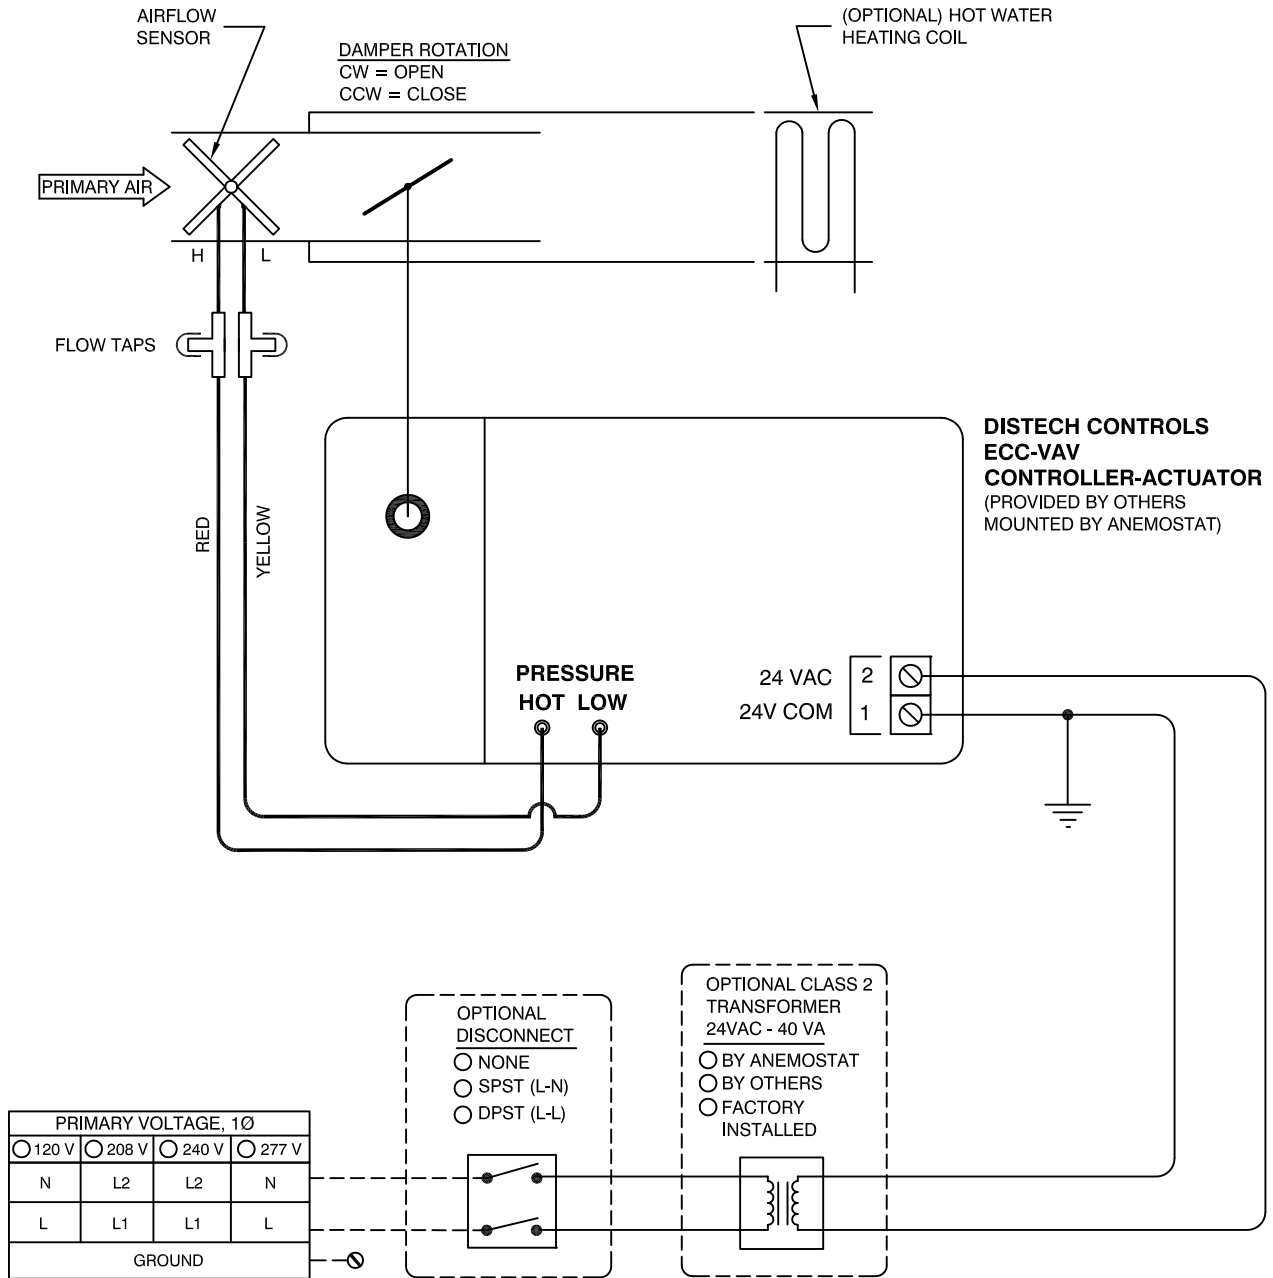 AIRFLOW
SENSOR
DAMPER ROTATION
CW = OPEN
CCW = CLOSE
(OPTIONAL) HOT WATER
HEATING COIL
PRIMARY AIR
H
L
FLOW TAPS
RED
YELLOW
DISTECH CONTROLS
ECC-VAV
CONTROLLER-ACTUATOR
(PROVIDED BY OTHERS
MOUNTED BY ANEMOSTAT)
PRESSURE
HOT LOW
24 VAC 2
24V COM 1
OPTIONAL
DISCONNECT
NONE
SPST (L-N)
DPST (L-L)
OPTIONAL CLASS 2
TRANSFORMER
24VAC - 40 VA
BY ANEMOSTAT
BY OTHERS
FACTORY
INSTALLED
PRIMARY VOLTAGE, 1Ø
120 V 208 V 240 V 277 V
N L2 L2 N
L L1 L1 L
GROUND